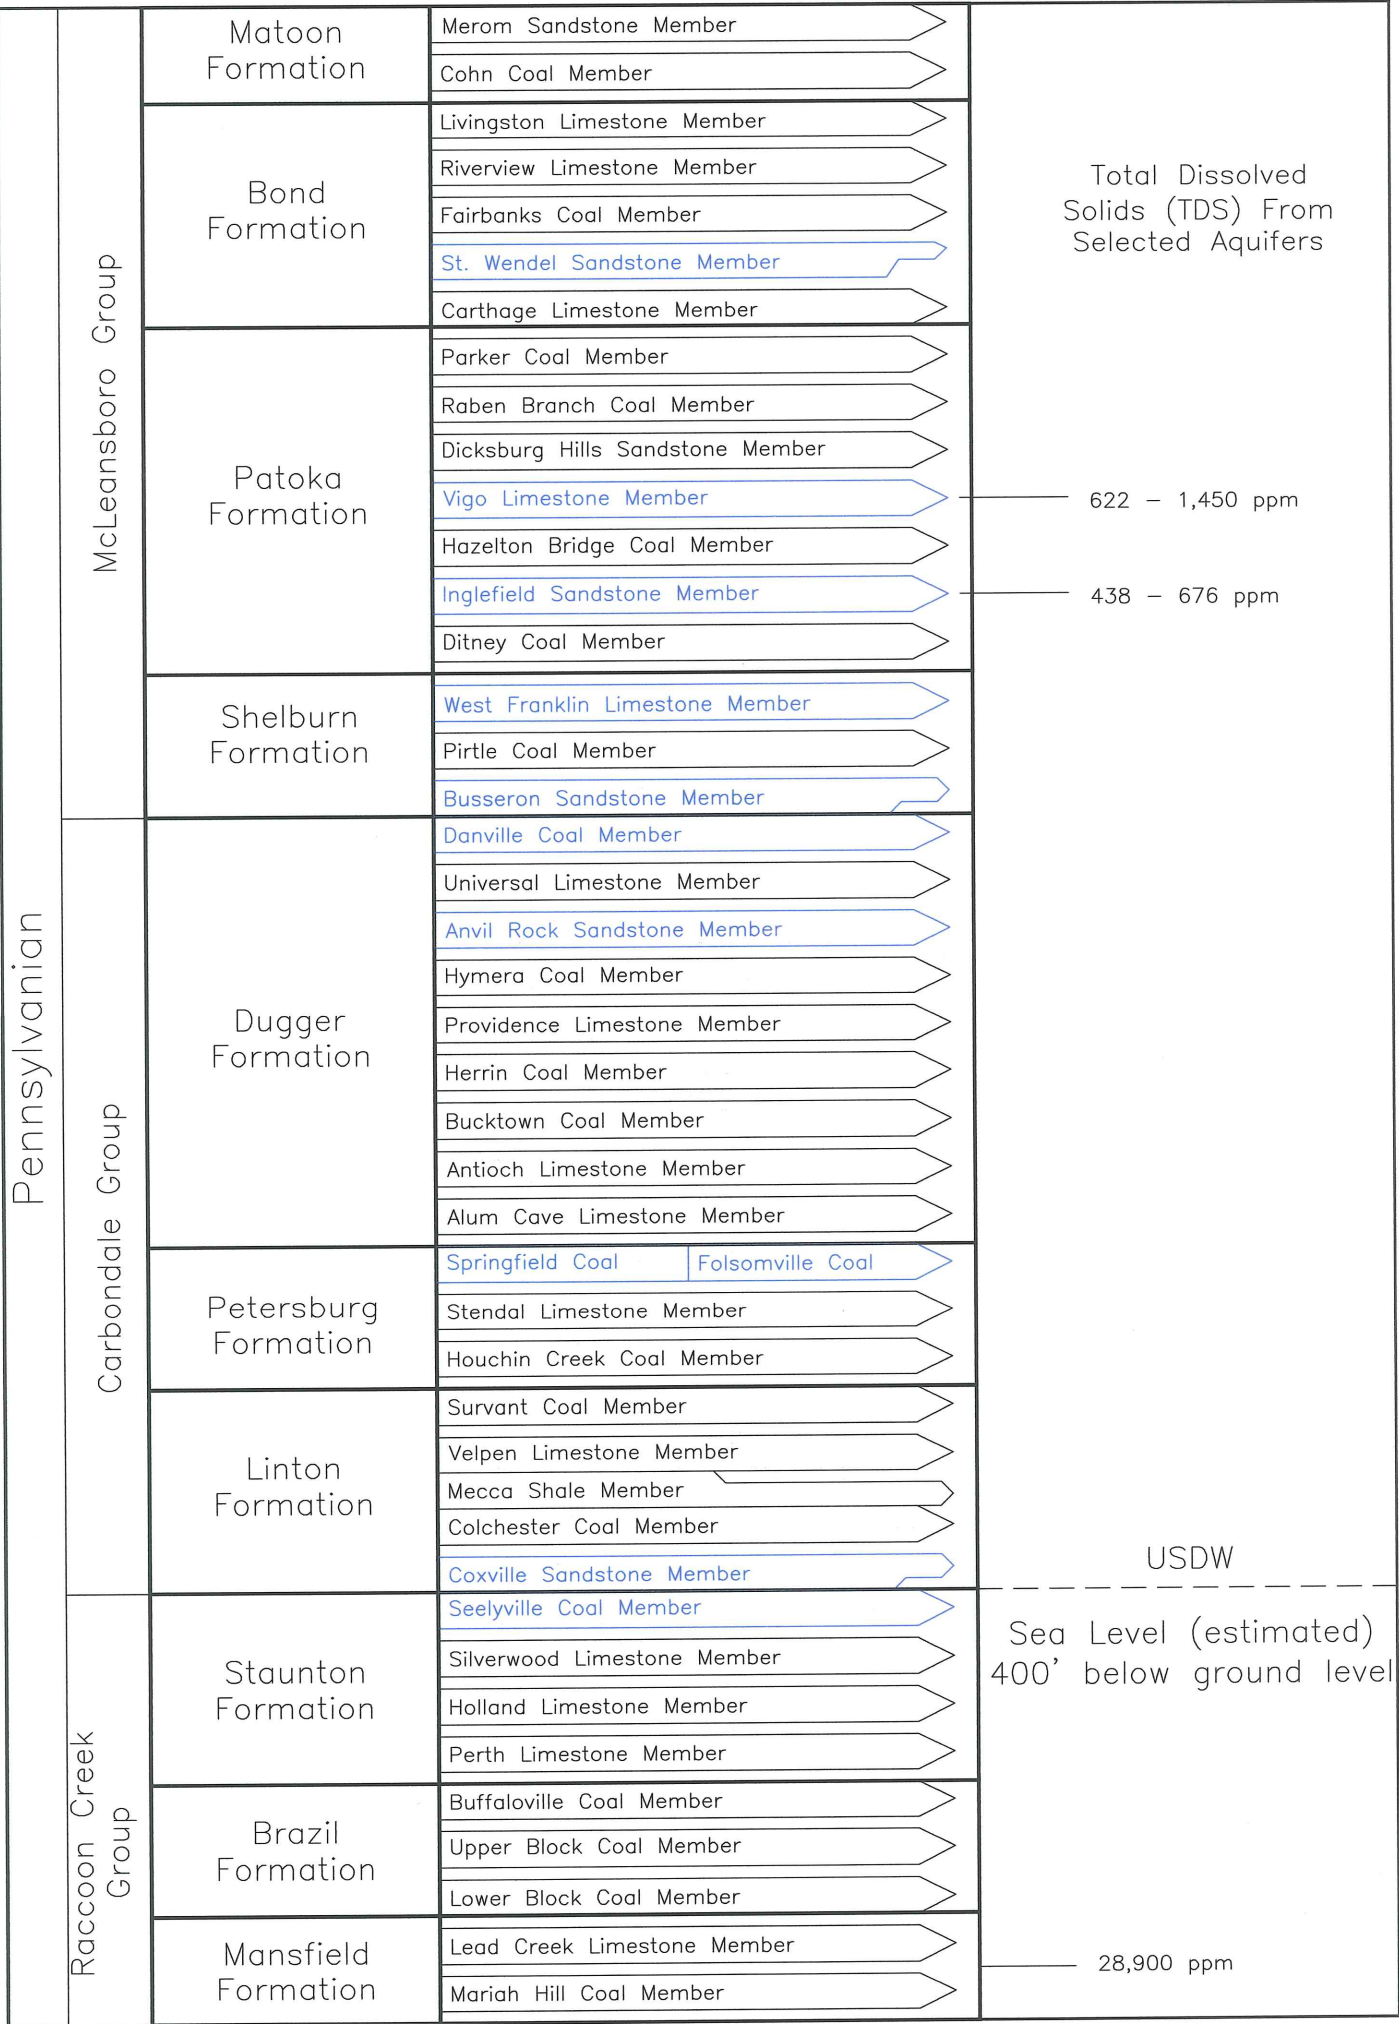 Pennsylvanian
McLeansboro Group
Matoon
Formation
Merom Sandstone Member
Cohn Coal Member
Bond
Formation
Livingston Limestone Member
Riverview Limestone Member
Fairbanks Coal Member
St. Wendel Sandstone Member
Carthage Limestone Member
Total Dissolved
Solids (TDS) From
Selected Aquifers
Patoka
Formation
Parker Coal Member
Raben Branch Coal Member
Dicksburg Hills Sandstone Member
Vigo Limestone Member
622 – 1,450 ppm
Hazelton Bridge Coal Member
Inglefield Sandstone Member
438 – 676 ppm
Ditney Coal Member
Shelburn
Formation
West Franklin Limestone Member
Pirtle Coal Member
Busseron Sandstone Member
Carbondale Group
Dugger
Formation
Danville Coal Member
Universal Limestone Member
Anvil Rock Sandstone Member
Hymera Coal Member
Providence Limestone Member
Herrin Coal Member
Bucktown Coal Member
Antioch Limestone Member
Alum Cave Limestone Member
Petersburg
Formation
Springfield Coal
Folsomville Coal
Stendal Limestone Member
Houchin Creek Coal Member
Linton
Formation
Survant Coal Member
Velpen Limestone Member
Mecca Shale Member
Colchester Coal Member
Coxville Sandstone Member
USDW
Sea Level (estimated)
400' below ground level
Raccoon Creek
Group
Staunton
Formation
Seelyville Coal Member
Silverwood Limestone Member
Holland Limestone Member
Perth Limestone Member
Brazil
Formation
Buffaloville Coal Member
Upper Block Coal Member
Lower Block Coal Member
Mansfield
Formation
Lead Creek Limestone Member
Mariah Hill Coal Member
28,900 ppm